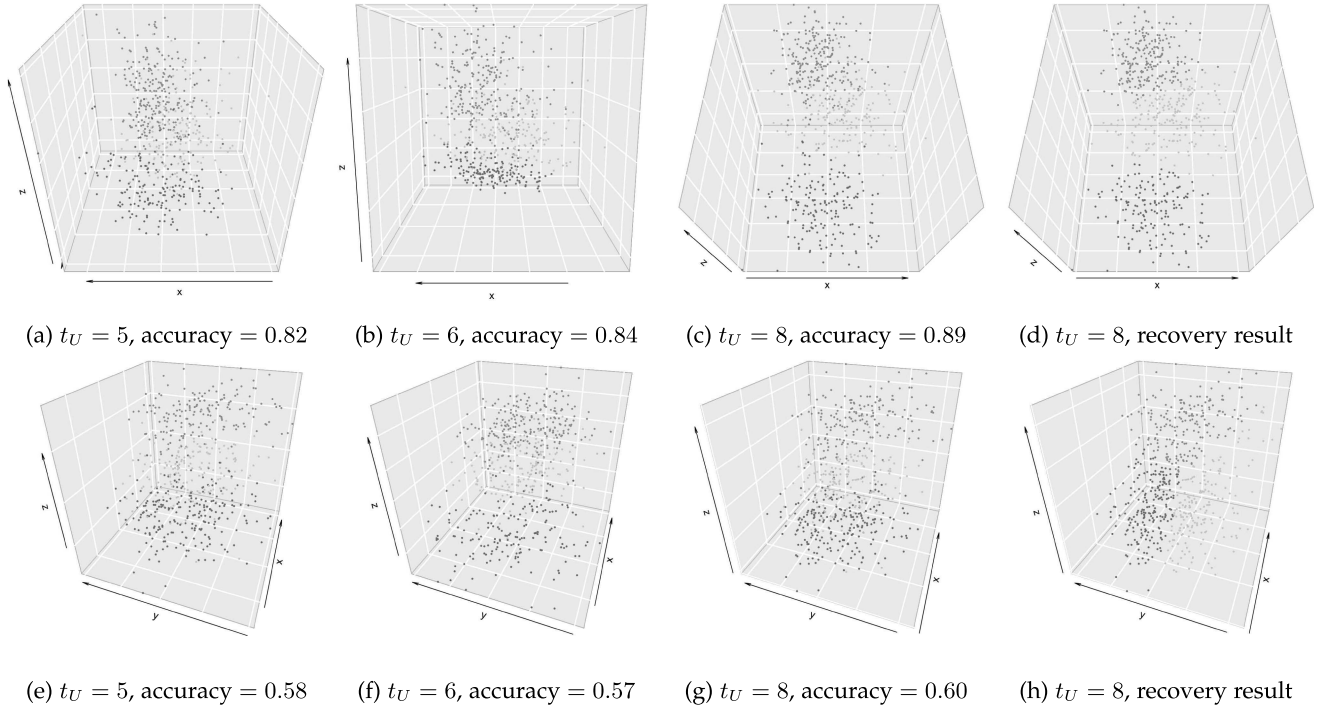 z
x
z
x
z
x
z
x
(a) t_U = 5, accuracy = 0.82
(b) t_U = 6, accuracy = 0.84
(c) t_U = 8, accuracy = 0.89
(d) t_U = 8, recovery result
z
x
y
z
x
y
z
x
y
z
x
y
(e) t_U = 5, accuracy = 0.58
(f) t_U = 6, accuracy = 0.57
(g) t_U = 8, accuracy = 0.60
(h) t_U = 8, recovery result